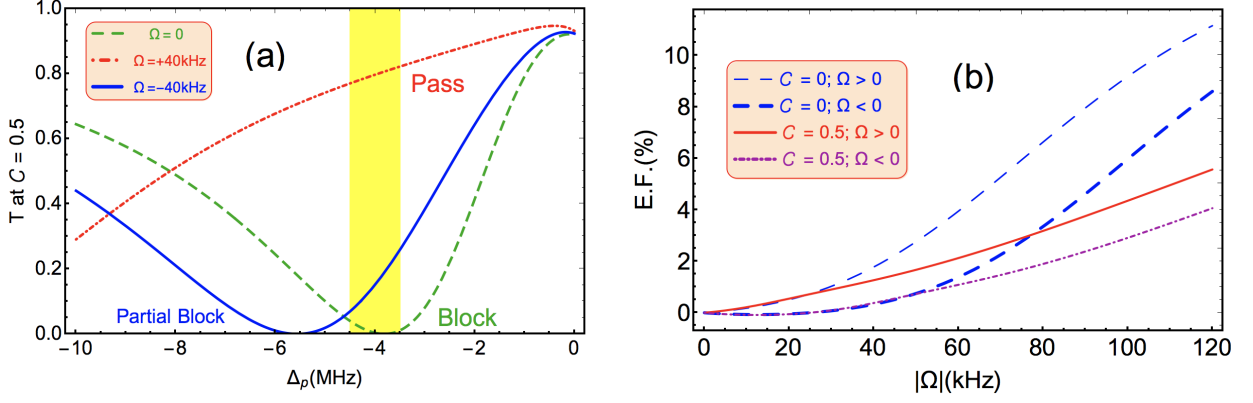 (a)
Ω = 0
Ω=+40kHz
Ω=−40kHz
Pass
Partial Block
Block
T at C = 0.5
1.0
0.8
0.6
0.4
0.2
0.0
−10
−8
−6
−4
−2
0
Δp(MHz)
(b)
C = 0; Ω > 0
C = 0; Ω < 0
C = 0.5; Ω > 0
C = 0.5; Ω < 0
E.F.(%)
10
8
6
4
2
0
0
20
40
60
80
100
120
|Ω|(kHz)